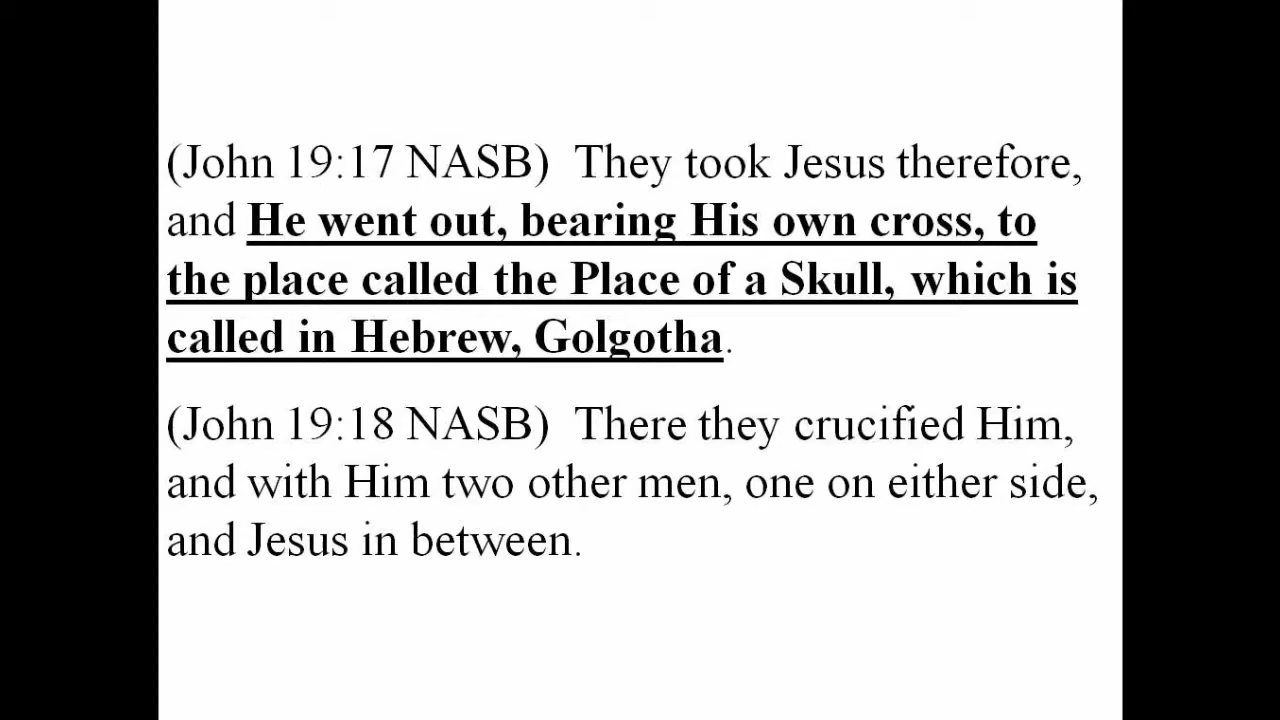 (John 19:17 NASB)  They took Jesus therefore,
and He went out, bearing His own cross, to
the place called the Place of a Skull, which is
called in Hebrew, Golgotha.
(John 19:18 NASB)  There they crucified Him,
and with Him two other men, one on either side,
and Jesus in between.